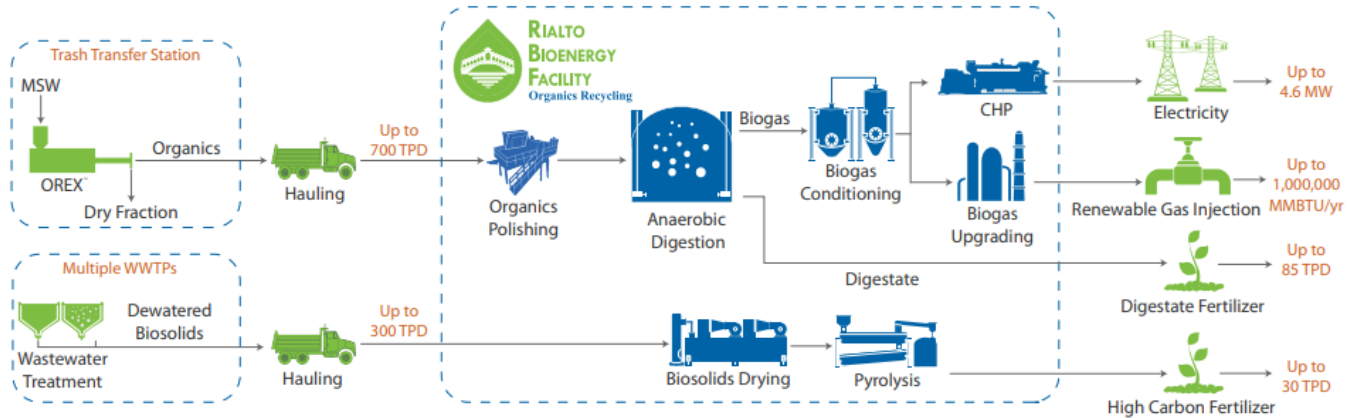 Trash Transfer Station
MSW
OREX™
Organics
Dry Fraction
Hauling
Up to
700 TPD
RIALTO
BIOENERGY
FACILITY
Organics Recycling
Organics
Polishing
Anaerobic
Digestion
Biogas
Biogas
Conditioning
CHP
Biogas
Upgrading
Electricity
Up to
4.6 MW
Renewable Gas Injection
Up to
1,000,000
MMBTU/yr
Digestate
Digestate Fertilizer
Up to
85 TPD
Multiple WWTPs
Dewatered
Biosolids
Wastewater
Treatment
Hauling
Up to
300 TPD
Biosolids Drying
Pyrolysis
High Carbon Fertilizer
Up to
30 TPD